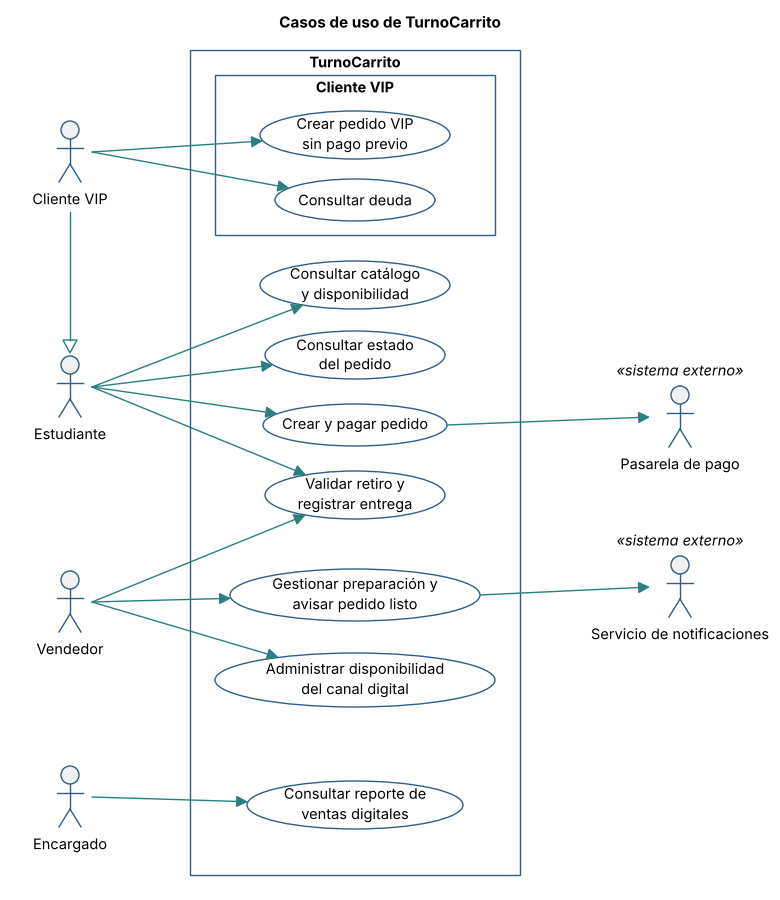 Casos de uso de TurnoCarrito
TurnoCarrito
Cliente VIP
Crear pedido VIP
sin pago previo
Consultar deuda
Cliente VIP
Consultar catálogo
y disponibilidad
Consultar estado
del pedido
Crear y pagar pedido
Estudiante
«sistema externo»
Pasarela de pago
Validar retiro y
registrar entrega
Gestionar preparación y
avisar pedido listo
«sistema externo»
Servicio de notificaciones
Vendedor
Administrar disponibilidad
del canal digital
Consultar reporte de
ventas digitales
Encargado